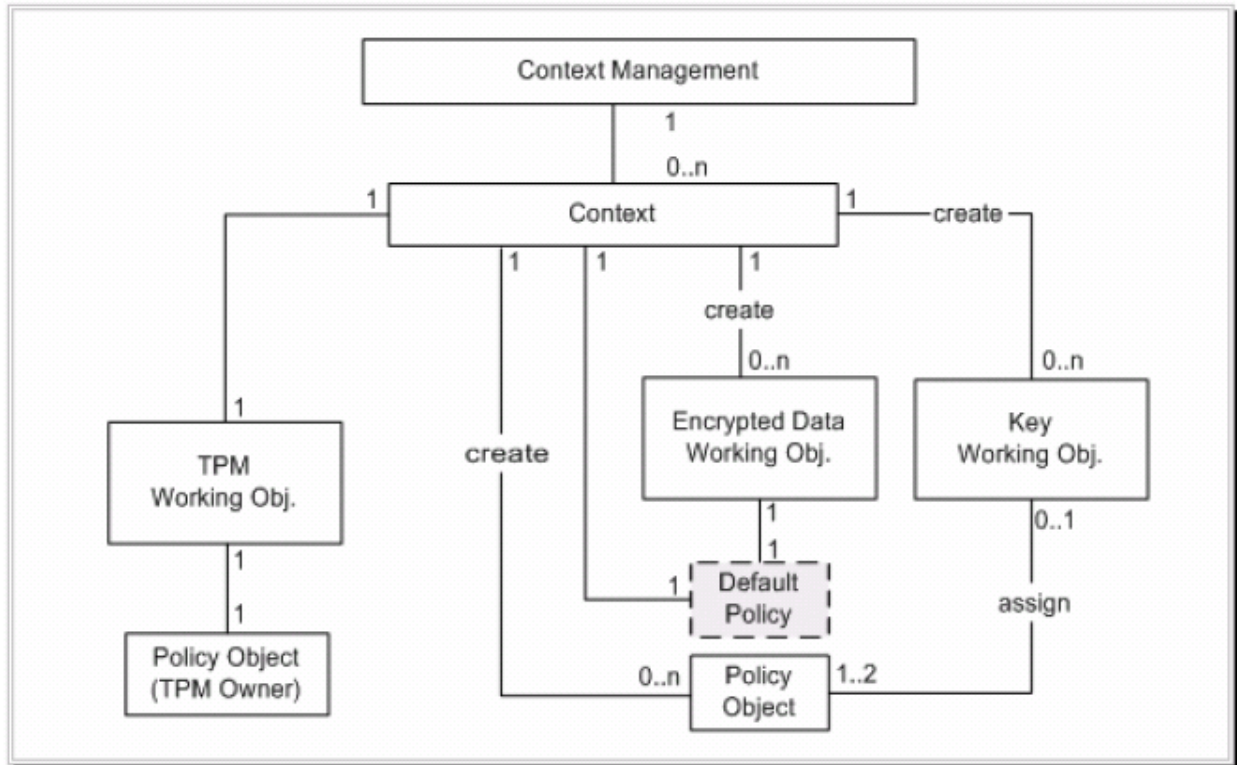 Context Management
1
0..n
1
Context
1
create
1
1
1
create
0..n
0..n
1
Encrypted Data
Working Obj.
Key
Working Obj.
create
TPM
Working Obj.
1
0..1
1
1
1
Default
Policy
assign
1
Policy Object
(TPM Owner)
0..n
Policy
Object
1..2